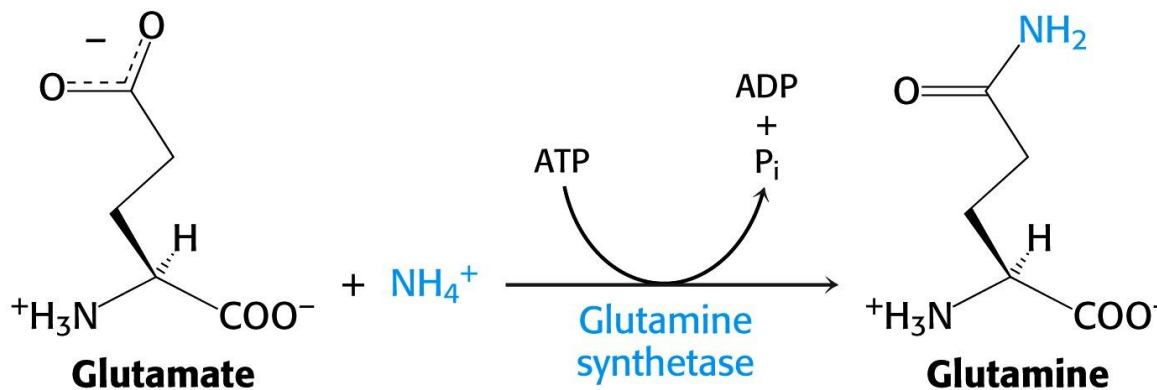 O
−
O
ATP
ADP
+
Pᵢ
H
⁺H₃N
COO⁻
Glutamate
+
NH₄⁺
Glutamine
synthetase
NH₂
O
H
⁺H₃N
COO⁻
Glutamine